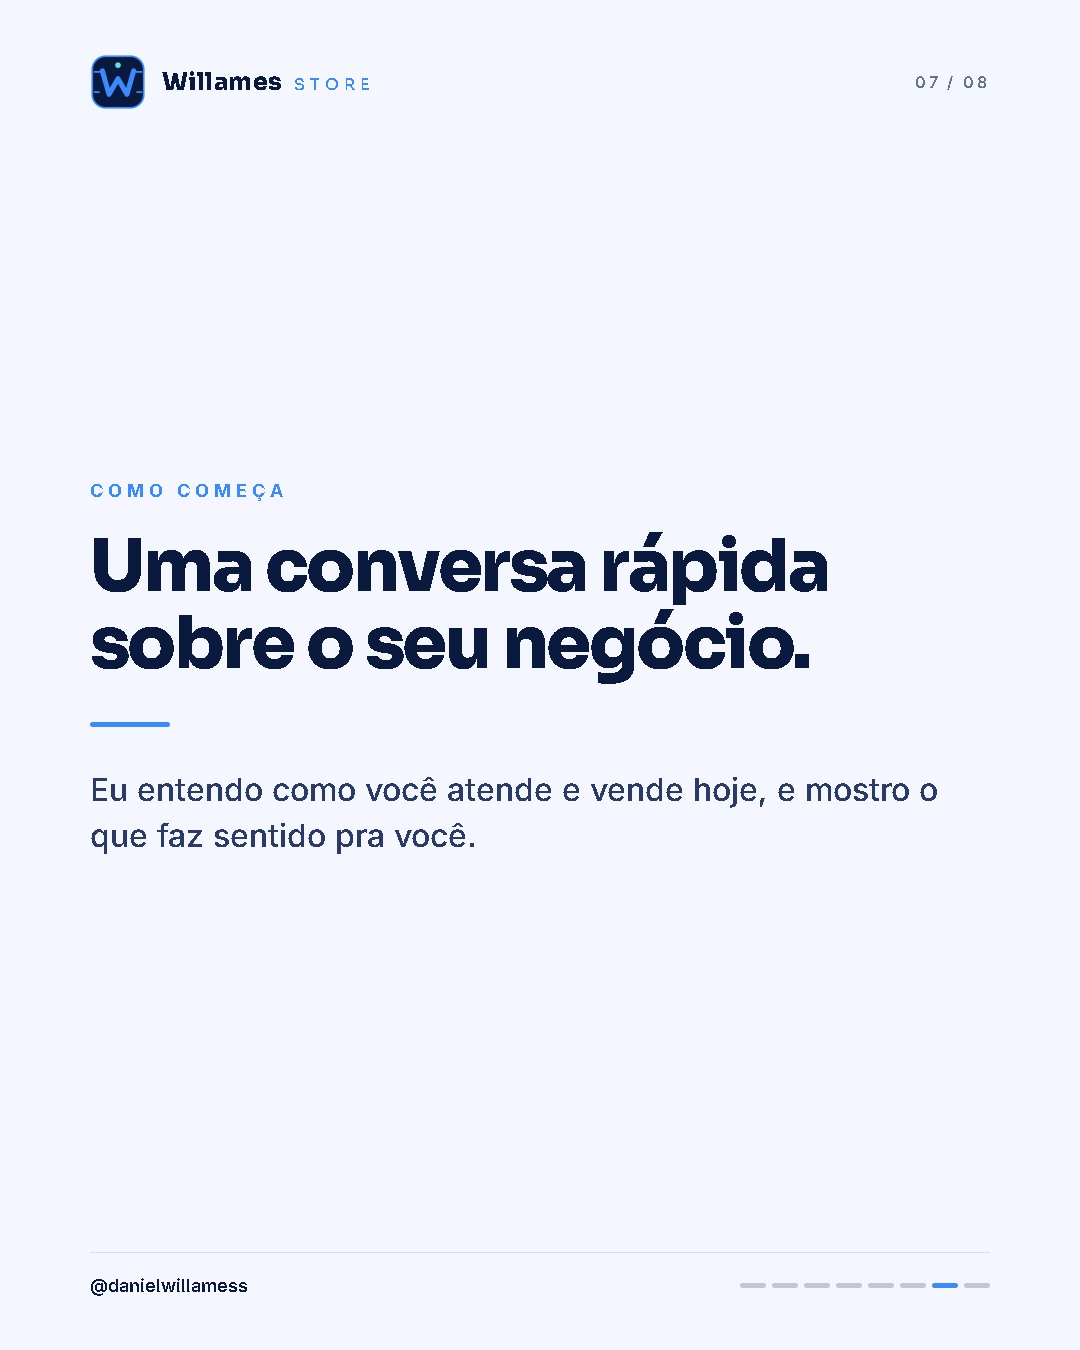 W
Willames STORE
07 / 08
COMO COMEÇA
Uma conversa rápida
sobre o seu negócio.
Eu entendo como você atende e vende hoje, e mostro o
que faz sentido pra você.
@danielwillamess